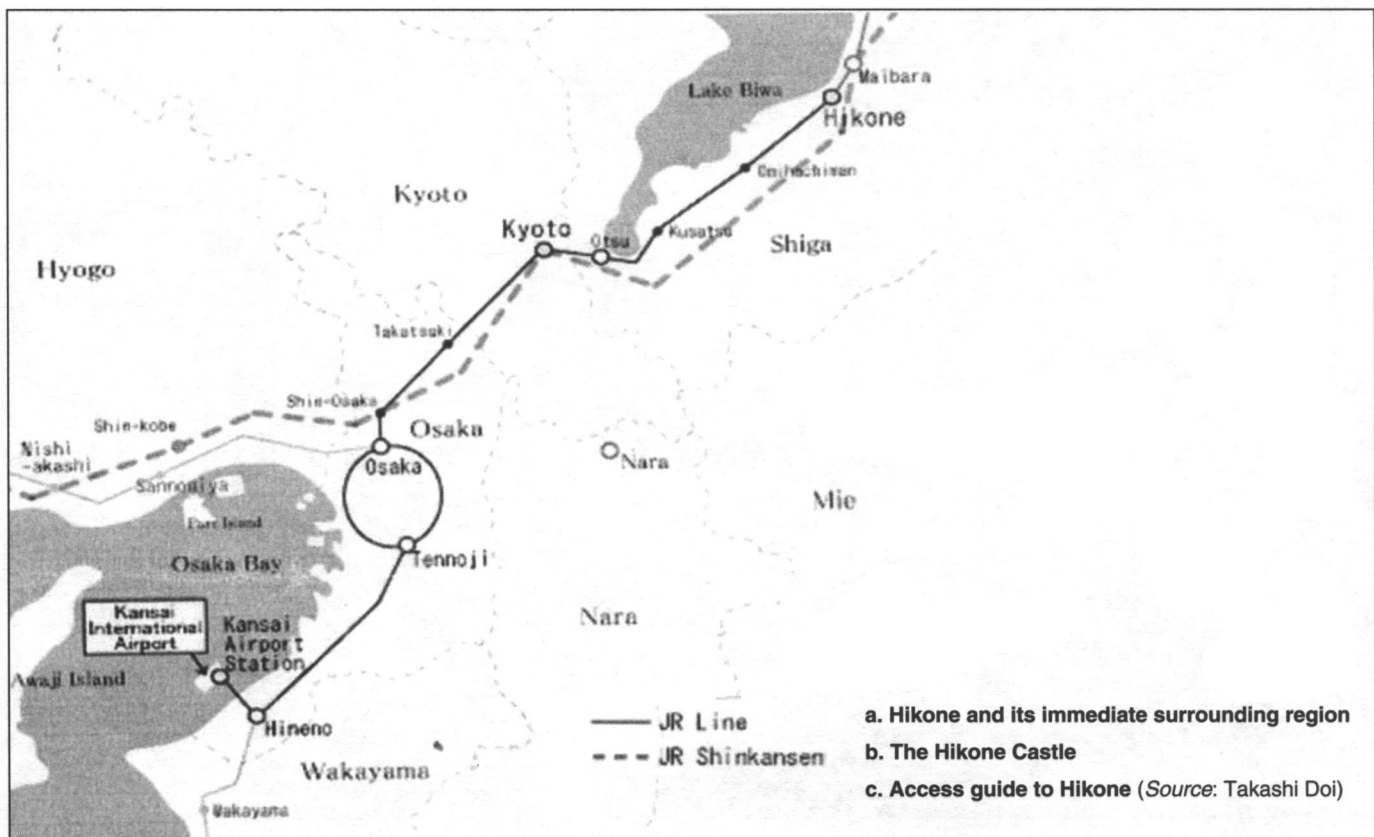 Maibara
Lake Biwa
Hikone
Kyoto
Kyoto
Otsu
Kusatsu
Shiga
Hyogo
Takatsuki
Shin-Osaka
Shin-kobe
Osaka
Nishi
-akashi
Osaka
Nara
Sannomiya
Mie
Osaka Bay
Tennoji
Kansai
International
Airport
Kansai
Airport
Station
Nara
Awaji Island
Hineno
JR Line
JR Shinkansen
Wakayama
Wakayama
a. Hikone and its immediate surrounding region
b. The Hikone Castle
c. Access guide to Hikone (Source: Takashi Doi)